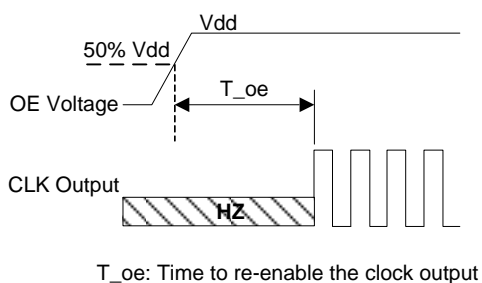 Vdd
50% Vdd
T_oe
OE Voltage
CLK Output
HZ
T_oe: Time to re-enable the clock output